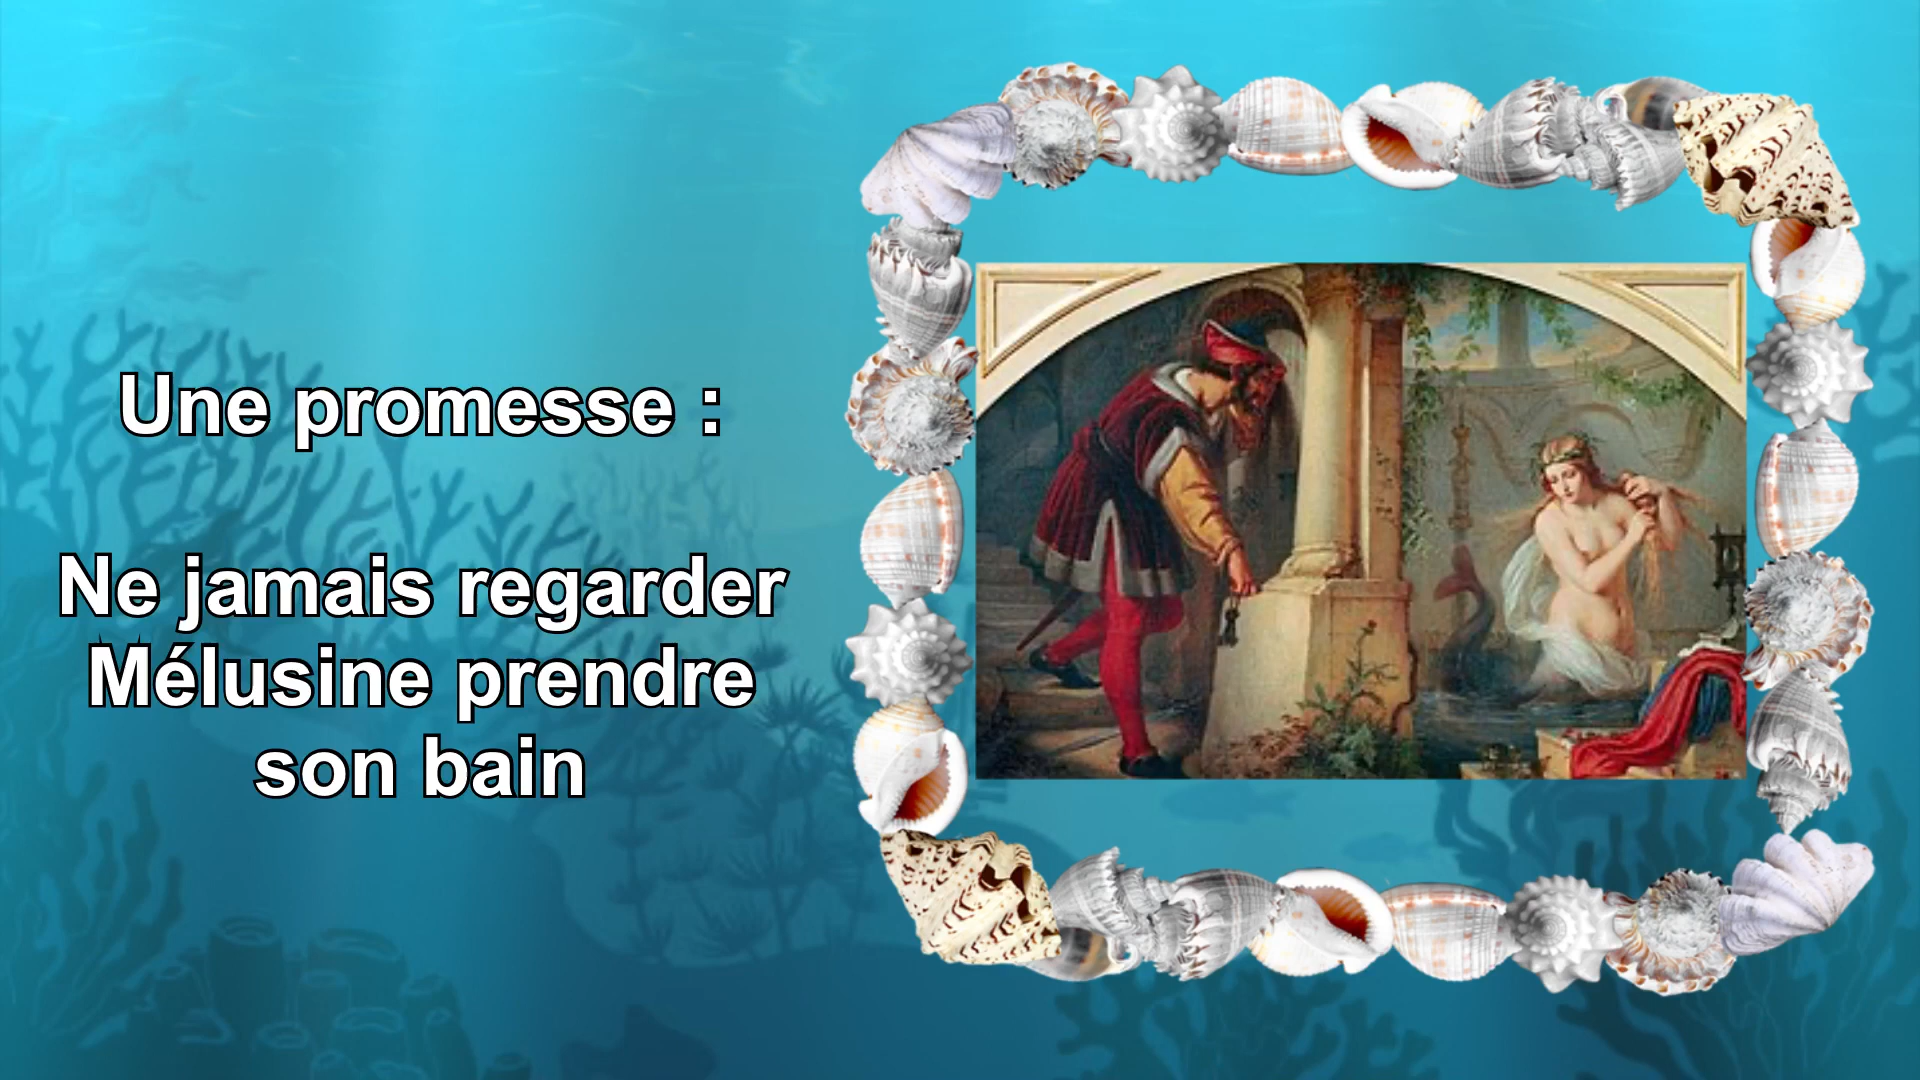 Une promesse :
Ne jamais regarder
Mélusine prendre
son bain